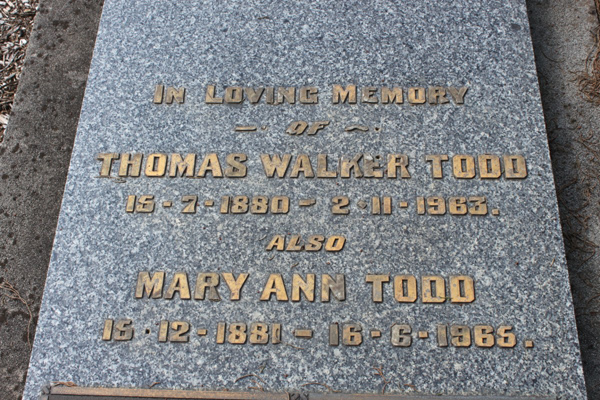 IN LOVING MEMORY
— OF —
THOMAS WALKER TODD
15-7-1880 - 2-11-1963.
ALSO
MARY ANN TODD
15-12-1881 - 16-6-1965.